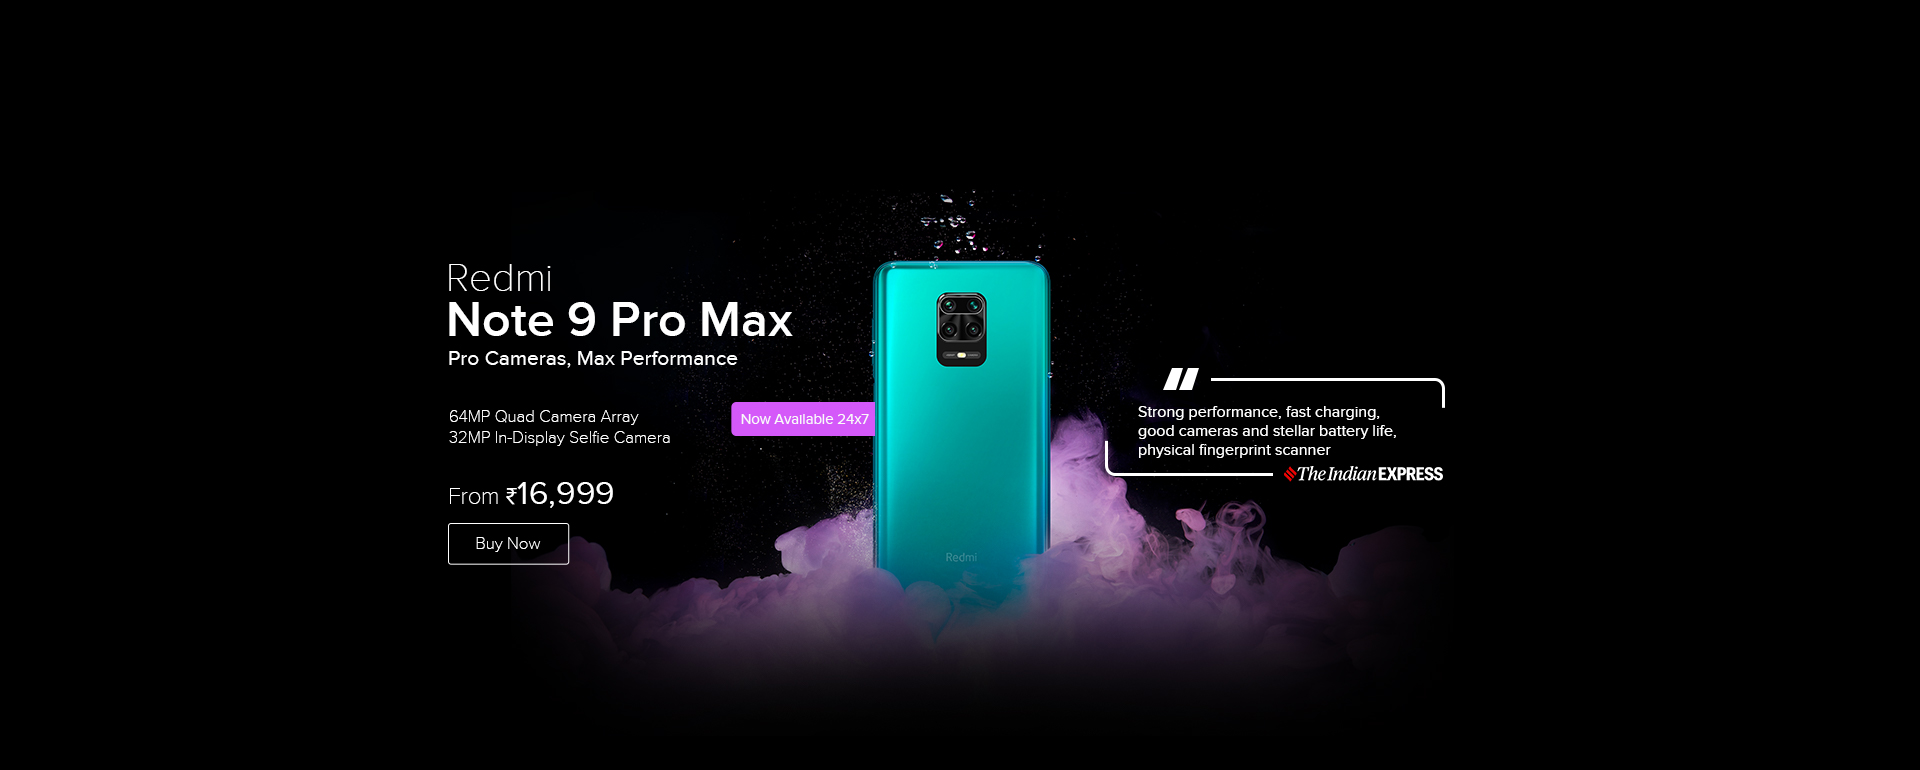 Redmi
Note 9 Pro Max
Pro Cameras, Max Performance
64MP Quad Camera Array
32MP In-Display Selfie Camera
Now Available 24x7
From ₹16,999
Buy Now
Redmi
Strong performance, fast charging,
good cameras and stellar battery life,
physical fingerprint scanner
The Indian EXPRESS